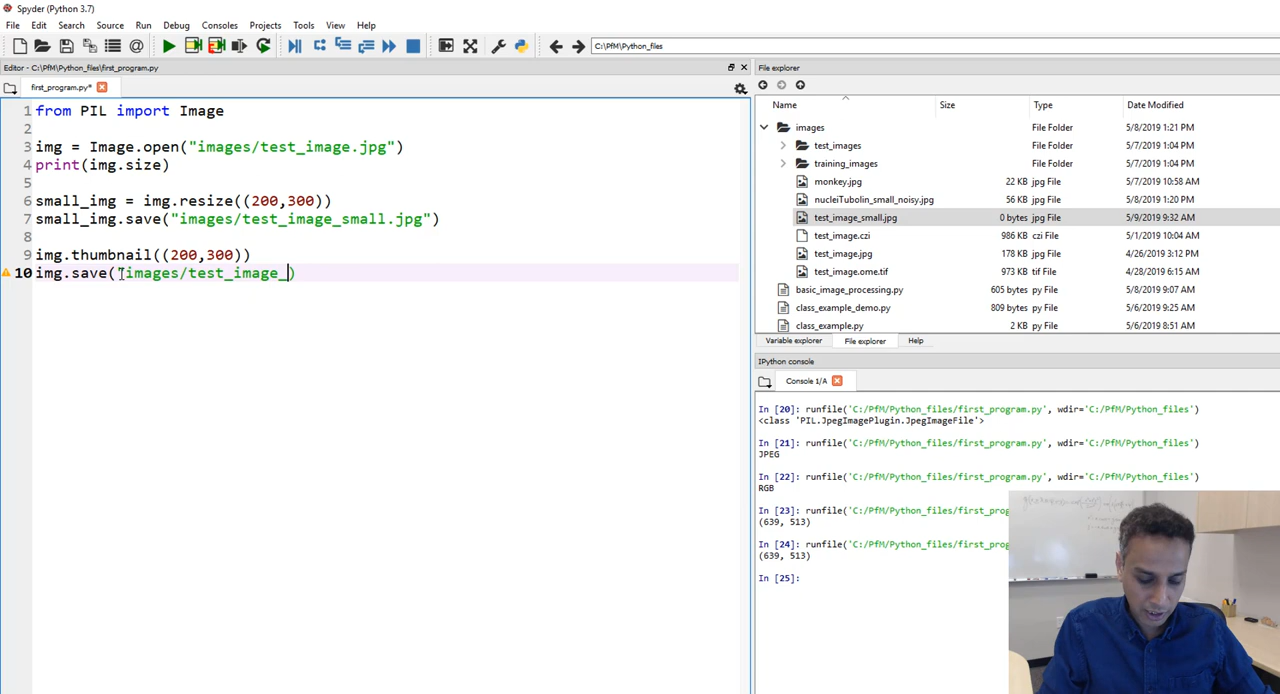 Spyder (Python 3.7)
File Edit Search Source Run Debug Consoles Projects Tools View Help
C:\PfM\Python_files
Editor - C:\PfM\Python_files\first_program.py
first_program.py*
1 from PIL import Image
2
3 img = Image.open("images/test_image.jpg")
4 print(img.size)
5
6 small_img = img.resize((200,300))
7 small_img.save("images/test_image_small.jpg")
8
9 img.thumbnail((200,300))
10 img.save("images/test_image_)
File explorer
Name Size Type Date Modified
images File Folder 5/8/2019 1:21 PM
test_images File Folder 5/7/2019 1:04 PM
training_images File Folder 5/7/2019 1:04 PM
monkey.jpg 22 KB jpg File 5/7/2019 10:58 AM
nucleiTubolin_small_noisy.jpg 56 KB jpg File 5/8/2019 1:20 PM
test_image_small.jpg 0 bytes jpg File 5/9/2019 9:32 AM
test_image.czi 986 KB czi File 5/1/2019 10:04 AM
test_image.jpg 178 KB jpg File 4/26/2019 3:13 PM
test_image.ome.tif 973 KB tif File 4/28/2019 6:15 AM
basic_image_processing.py 605 bytes py File 5/8/2019 9:07 AM
class_example_demo.py 809 bytes py File 5/6/2019 8:37 AM
class_example.py 2 KB py File 5/6/2019 8:51 AM
Variable explorer File explorer Help
IPython console
Console 1/A
In [20]: runfile('C:/PfM/Python_files/first_program.py', wdir='C:/PfM/Python_files')
<class 'PIL.JpegImagePlugin.JpegImageFile'>
In [21]: runfile('C:/PfM/Python_files/first_program.py', wdir='C:/PfM/Python_files')
JPEG
In [22]: runfile('C:/PfM/Python_files/first_program.py', wdir='C:/PfM/Python_files')
RGB
In [23]: runfile('C:/PfM/Python_files/first_prog
(639, 513)
In [24]: runfile('C:/PfM/Python_files/first_prog
(639, 513)
In [25]: